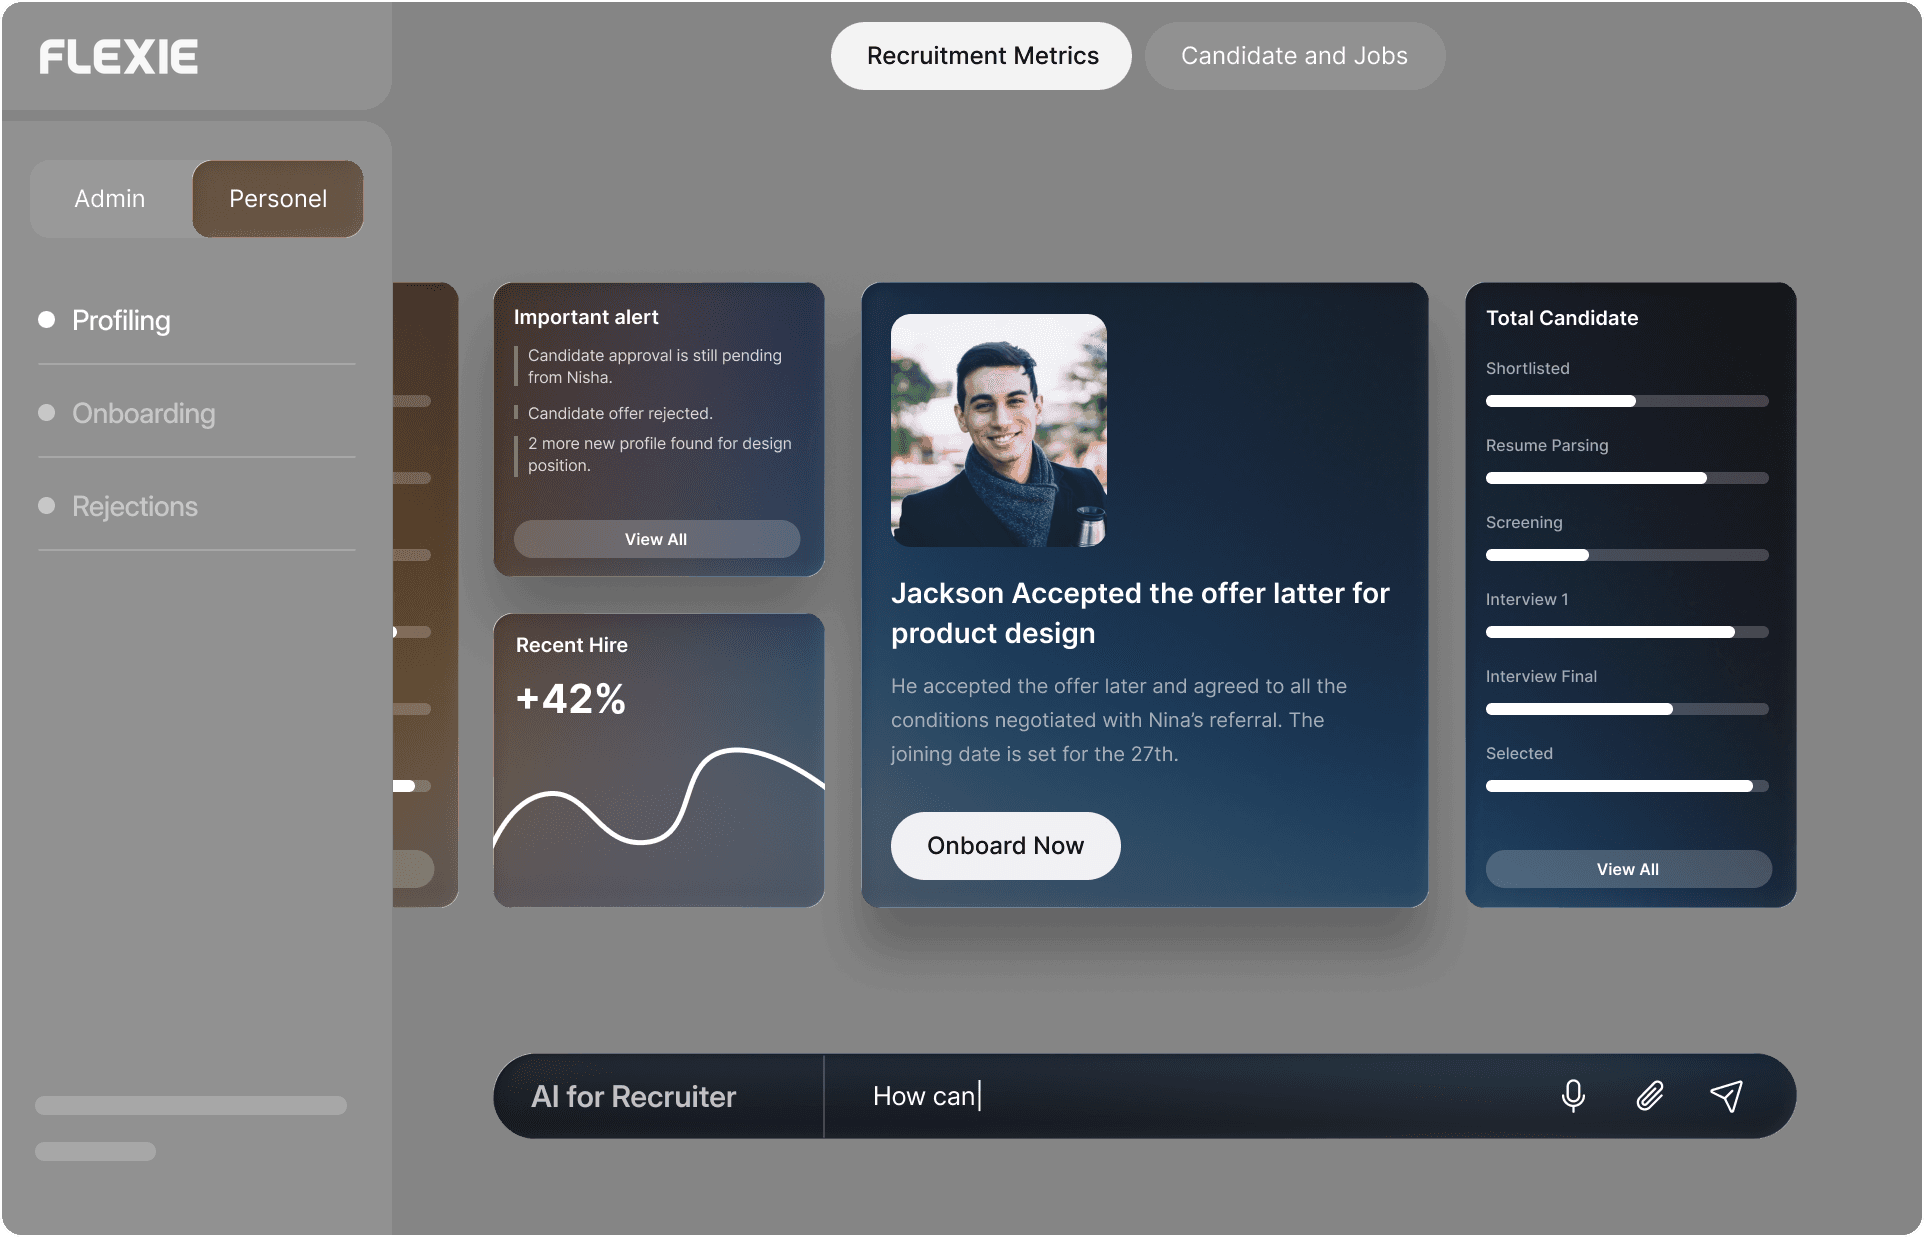 FLEXIE
Recruitment Metrics
Candidate and Jobs
Admin
Personel
Profiling
Onboarding
Rejections
Important alert
Candidate approval is still pending
from Nisha.
Candidate offer rejected.
2 more new profile found for design
position.
View All
Recent Hire
+42%
Jackson Accepted the offer latter for
product design
He accepted the offer later and agreed to all the
conditions negotiated with Nina’s referral. The
joining date is set for the 27th.
Onboard Now
Total Candidate
Shortlisted
Resume Parsing
Screening
Interview 1
Interview Final
Selected
View All
AI for Recruiter
How can